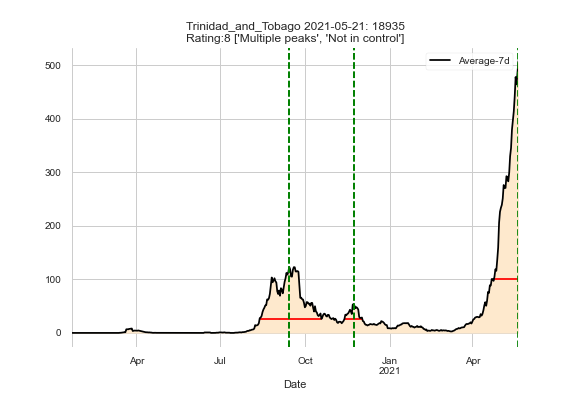 Trinidad_and_Tobago 2021-05-21: 18935
Rating:8 ['Multiple peaks', 'Not in control']
Average-7d
500
400
300
200
100
0
Apr
Jul
Oct
Jan
2021
Apr
Date